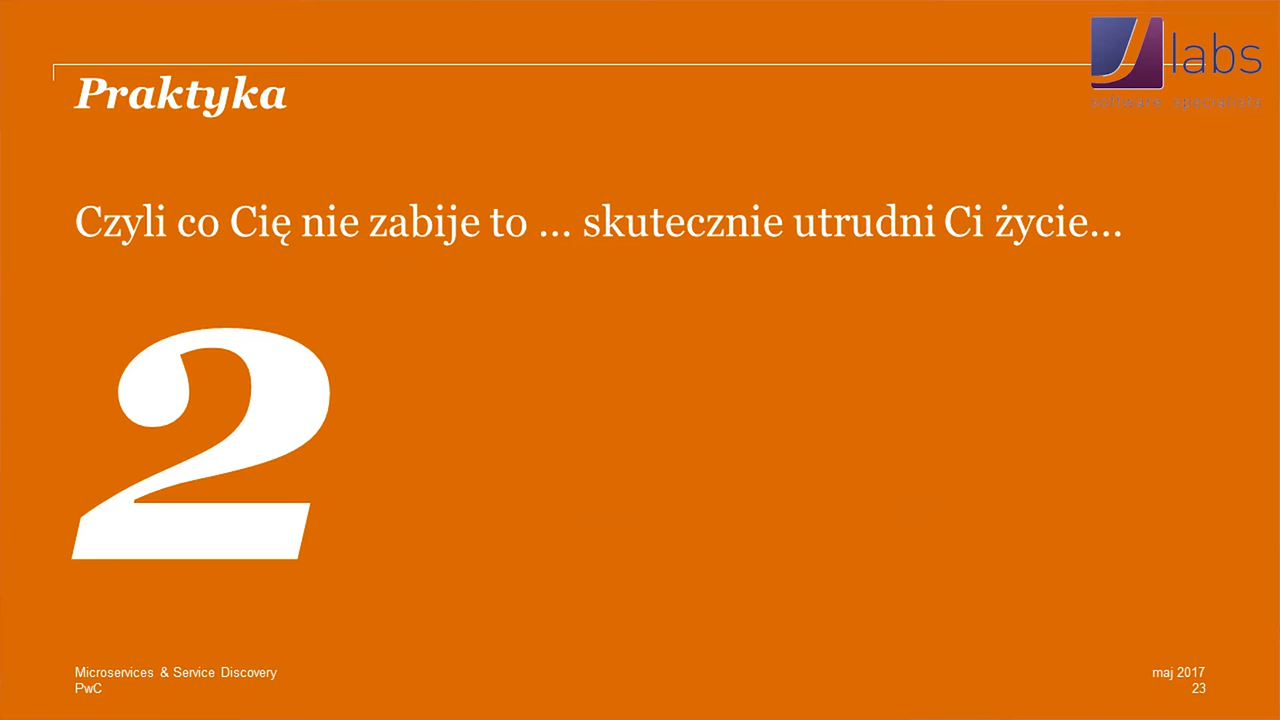 labs
software specialists
Praktyka
Czyli co Cię nie zabije to ... skutecznie utrudni Ci życie...
2
Microservices & Service Discovery
PwC
maj 2017
23